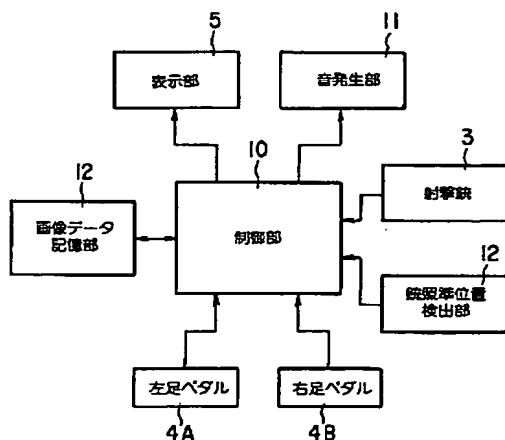 5
表示部
11
音発生部
10
制御部
12
画像データ
記憶部
3
射撃銃
12
銃照準位置
検出部
左足ペダル
4A
右足ペダル
4B